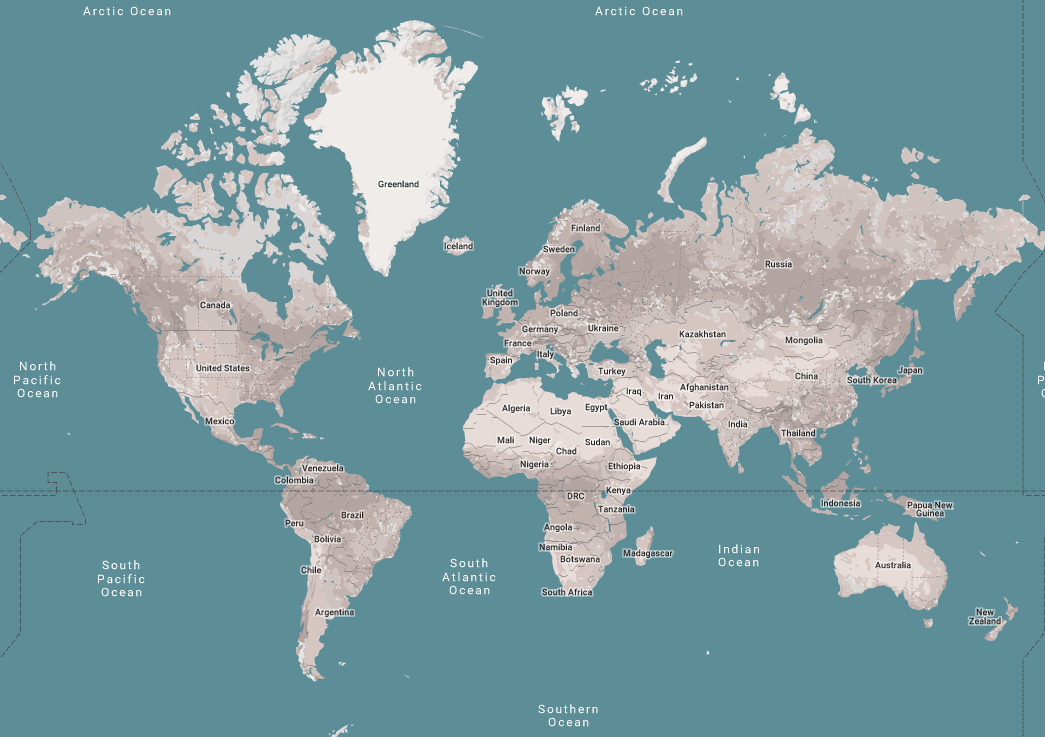 Arctic Ocean
Arctic Ocean
Greenland
Iceland
Finland
Sweden
Norway
Russia
United
Kingdom
Canada
Poland
Germany
Ukraine
France
Kazakhstan
Mongolia
Italy
Spain
United States
Turkey
North
Pacific
Ocean
North
Atlantic
Ocean
China
Japan
South Korea
Afghanistan
Iraq
Iran
Pakistan
Algeria
Libya
Egypt
Mexico
Saudi Arabia
India
Thailand
Mali
Niger
Sudan
Chad
Venezuela
Nigeria
Ethiopia
Colombia
Kenya
DRC
Indonesia
Papua New
Guinea
Tanzania
Brazil
Peru
Angola
Bolivia
Namibia
Botswana
Madagascar
Indian
Ocean
South
Pacific
Ocean
Chile
South
Atlantic
Ocean
Australia
South Africa
Argentina
New
Zealand
Southern
Ocean